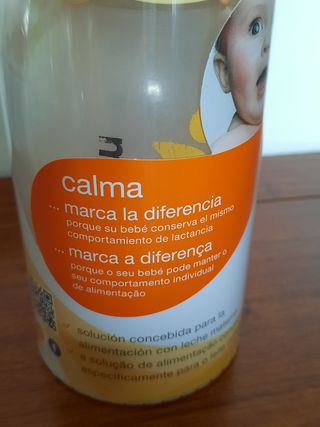 calma
... marca la diferencia
porque su bebé conserva el mismo
comportamiento de lactancia
... marca a diferença
porque o seu bebé pode manter o
seu comportamento individual
de alimentação
solución concebida para la
alimentación con leche materna
a solução de alimentação
especificamente para o